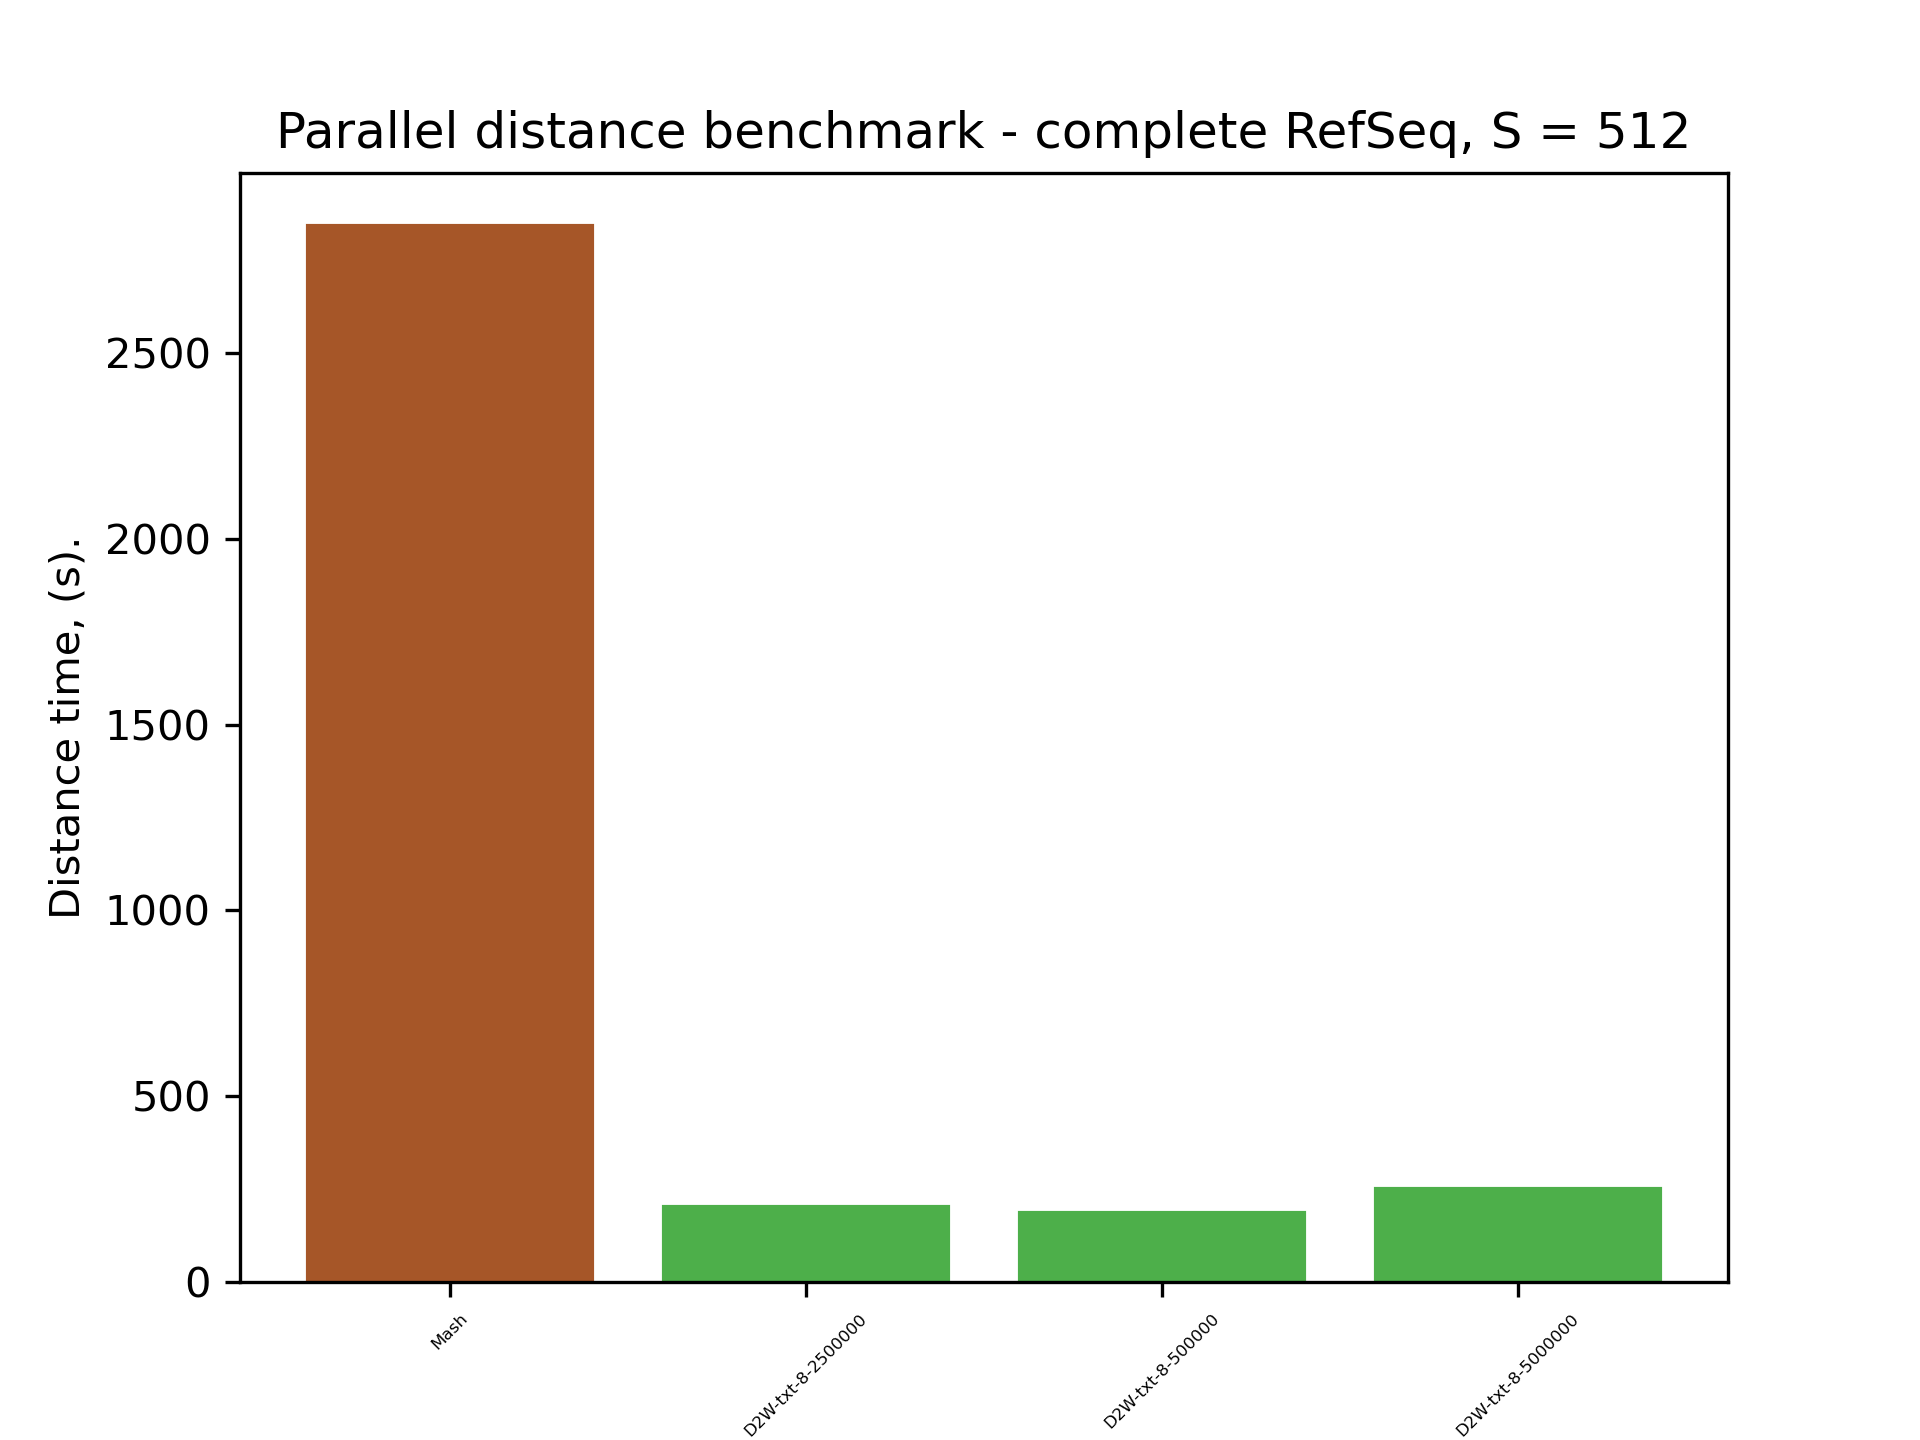 Parallel distance benchmark - complete RefSeq, S = 512
Distance time, (s).
2500
2000
1500
1000
500
0
Mash
D2W-txt-8-2500000
D2W-txt-8-500000
D2W-txt-8-5000000